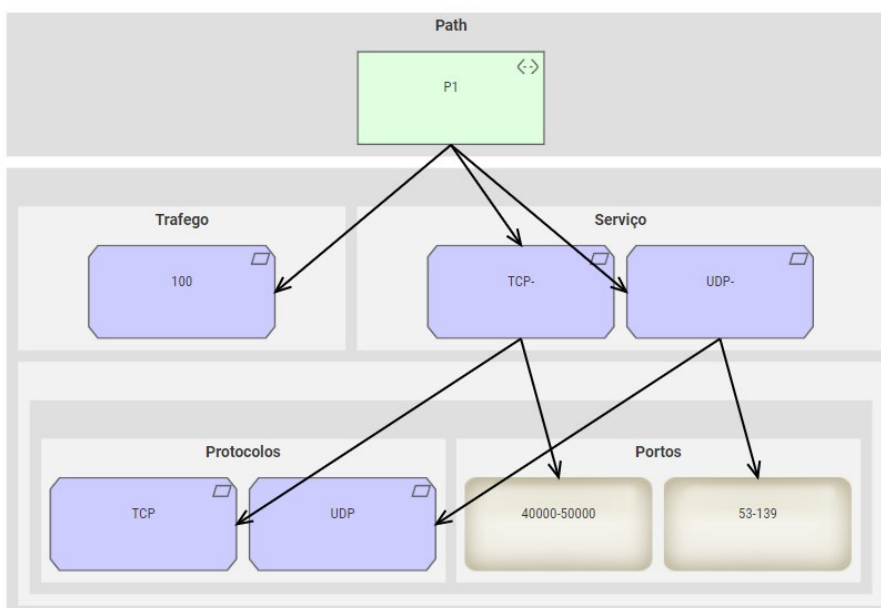 Path
P1
Trafego
Serviço
100
TCP-
UDP-
Protocolos
Portos
TCP
UDP
40000-50000
53-139